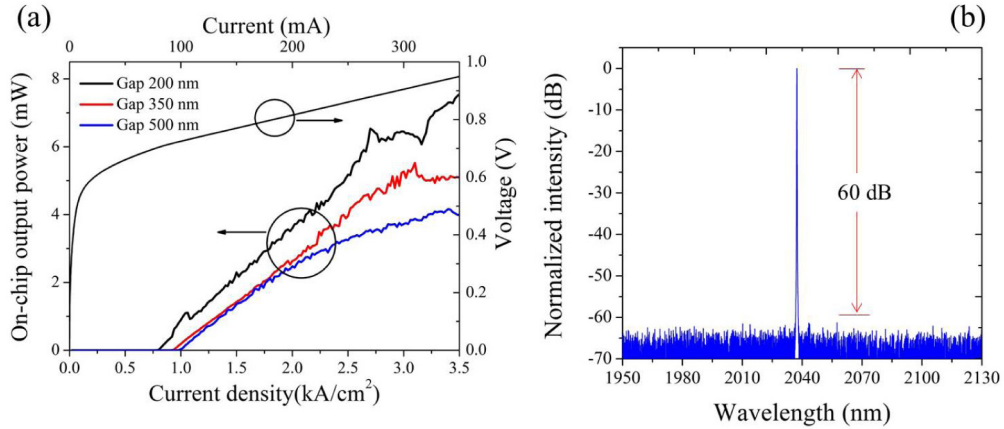 (a)
Current (mA)
0 100 200 300
Gap 200 nm
Gap 350 nm
Gap 500 nm
On-chip output power (mW)
8
6
4
2
0
Voltage (V)
1.0
0.8
0.6
0.4
0.2
0.0
0.0 0.5 1.0 1.5 2.0 2.5 3.0 3.5
Current density(kA/cm²)
(b)
Normalized intensity (dB)
0
-10
-20
-30
-40
-50
-60
-70
60 dB
1950 1980 2010 2040 2070 2100 2130
Wavelength (nm)